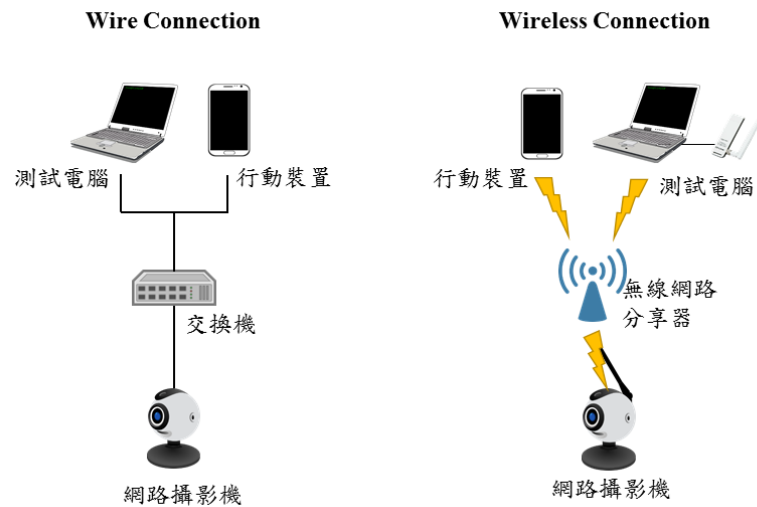 Wire Connection
Wireless Connection
測試電腦
行動裝置
行動裝置
測試電腦
交換機
無線網路
分享器
網路攝影機
網路攝影機